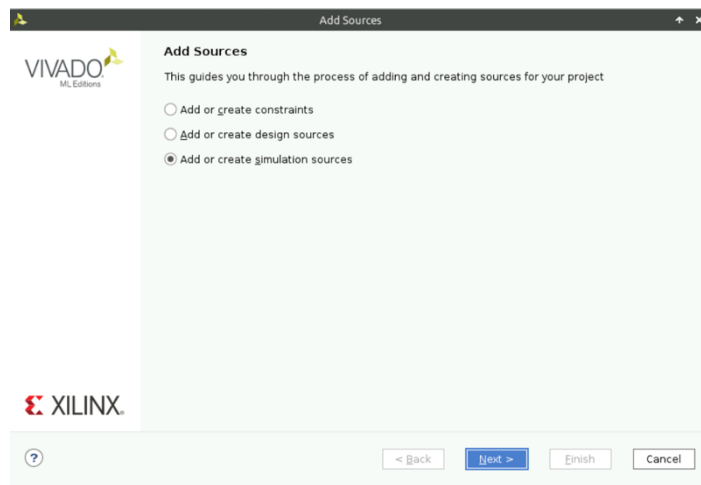 Add Sources
VIVADO.
ML Editions
Add Sources
This guides you through the process of adding and creating sources for your project
Add or create constraints
Add or create design sources
Add or create simulation sources
XILINX.
?
< Back
Next >
Finish
Cancel